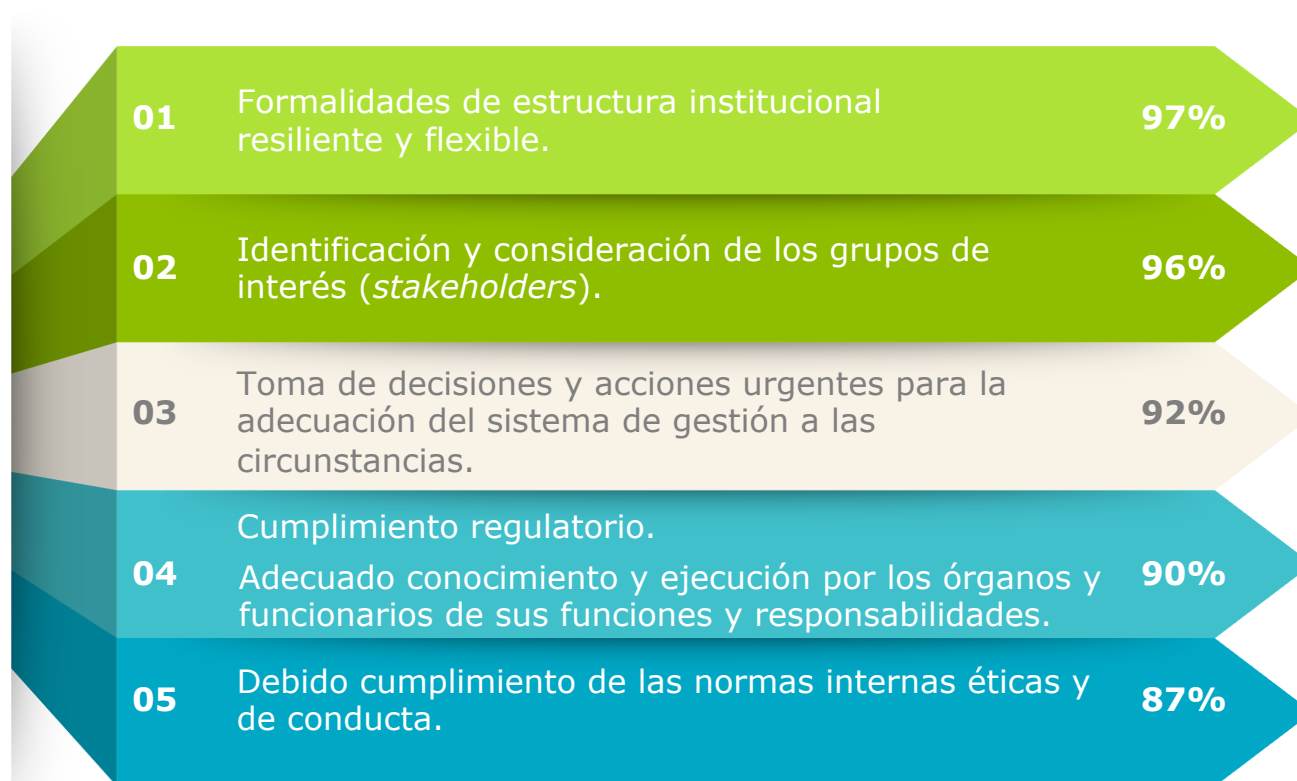 01
Formalidades de estructura institucional
resiliente y flexible.
97%
02
Identificación y consideración de los grupos de
interés (stakeholders).
96%
03
Toma de decisiones y acciones urgentes para la
adecuación del sistema de gestión a las
circunstancias.
92%
04
Cumplimiento regulatorio.
Adecuado conocimiento y ejecución por los órganos y
funcionarios de sus funciones y responsabilidades.
90%
05
Debido cumplimiento de las normas internas éticas y
de conducta.
87%